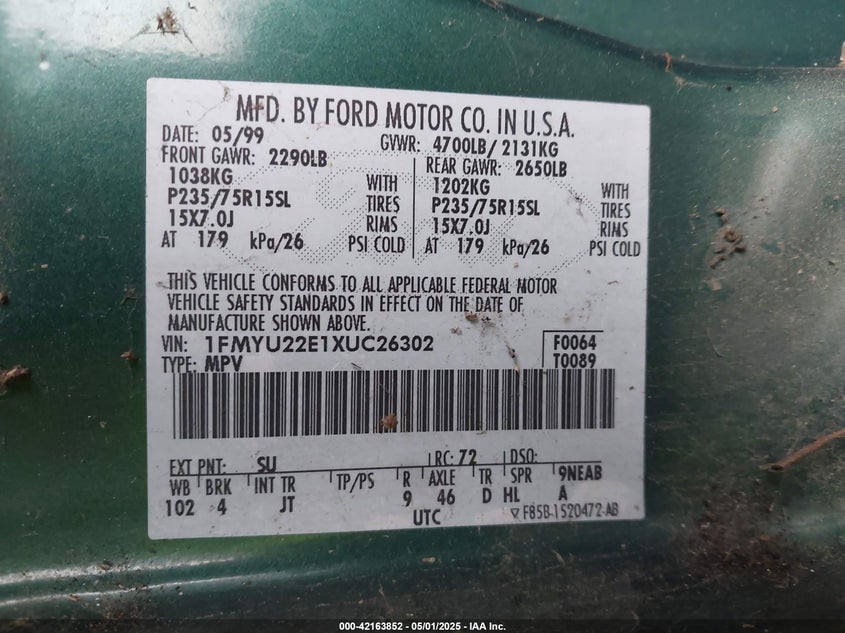 MFD. BY FORD MOTOR CO. IN U.S.A.
DATE: 05/99 GVWR: 4700LB/ 2131KG
FRONT GAWR: 2290LB REAR GAWR: 2650LB
1038KG WITH 1202KG WITH
P235/75R15SL TIRES P235/75R15SL TIRES
15X7.0J RIMS 15X7.0J RIMS
AT 179 kPa/26 PSI COLD AT 179 kPa/26 PSI COLD
THIS VEHICLE CONFORMS TO ALL APPLICABLE FEDERAL MOTOR
VEHICLE SAFETY STANDARDS IN EFFECT ON THE DATE OF
MANUFACTURE SHOWN ABOVE.
VIN: 1FMYU22E1XUC26302 F0064
TYPE: MPV T0089
EXT PNT: SU RC: 72 DSO:
WB BRK INT TR TP/PS R AXLE TR SPR 9NEAB
102 4 JT 9 46 D HL A
UTC F85B-1520472-AB
000-42163852 - 05/01/2025 - IAA Inc.